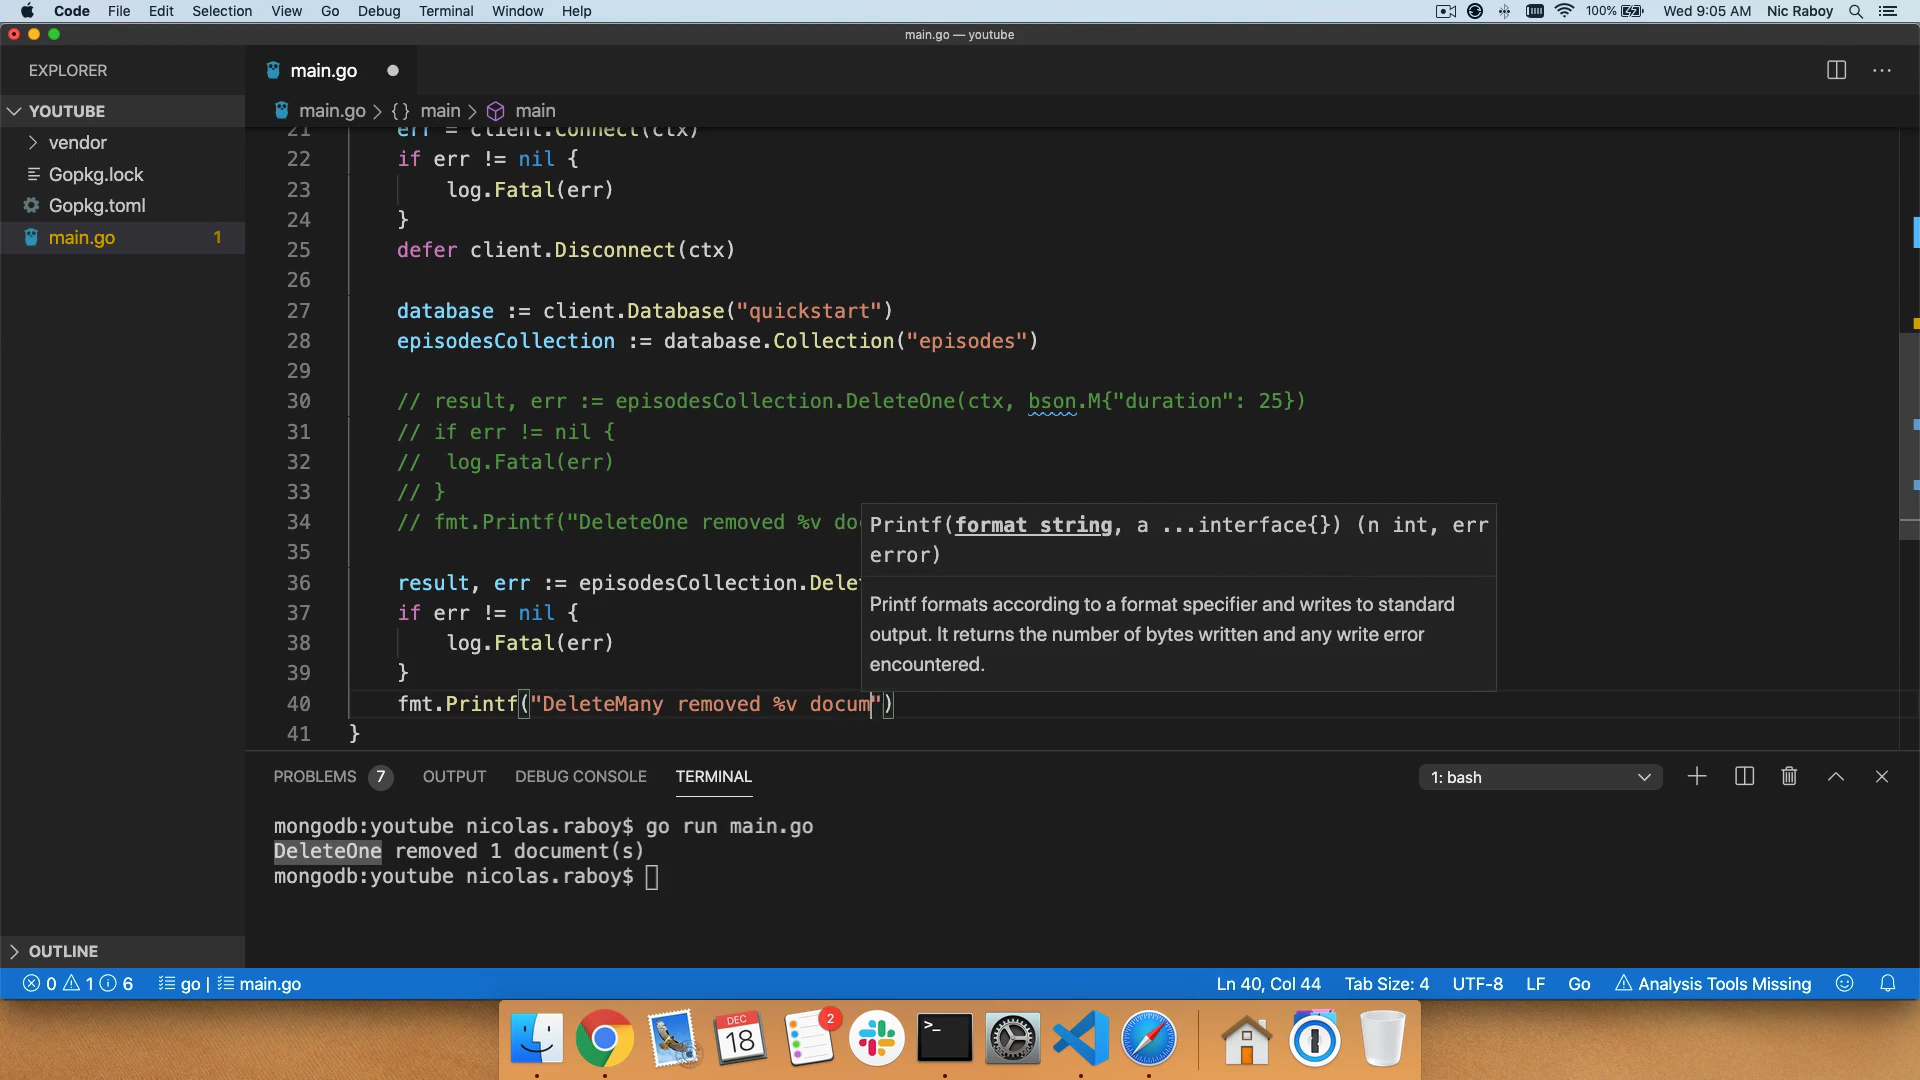 Code File Edit Selection View Go Debug Terminal Window Help 100% Wed 9:05 AM Nic Raboy
main.go — youtube
EXPLORER
main.go
YOUTUBE
main.go > {} main > main
vendor
Gopkg.lock
Gopkg.toml
main.go 1
21 err = client.Connect(ctx)
22 if err != nil {
23 log.Fatal(err)
24 }
25 defer client.Disconnect(ctx)
26
27 database := client.Database("quickstart")
28 episodesCollection := database.Collection("episodes")
29
30 // result, err := episodesCollection.DeleteOne(ctx, bson.M{"duration": 25})
31 // if err != nil {
32 // log.Fatal(err)
33 // }
34 // fmt.Printf("DeleteOne removed %v do
35
36 result, err := episodesCollection.Dele
37 if err != nil {
38 log.Fatal(err)
39 }
40 fmt.Printf("DeleteMany removed %v docum")
41 }
Printf(format string, a ...interface{}) (n int, err
error)
Printf formats according to a format specifier and writes to standard
output. It returns the number of bytes written and any write error
encountered.
PROBLEMS 7 OUTPUT DEBUG CONSOLE TERMINAL 1: bash
mongodb:youtube nicolas.raboy$ go run main.go
DeleteOne removed 1 document(s)
mongodb:youtube nicolas.raboy$
OUTLINE
0 1 6 go | main.go Ln 40, Col 44 Tab Size: 4 UTF-8 LF Go Analysis Tools Missing
DEC
18
2
>_